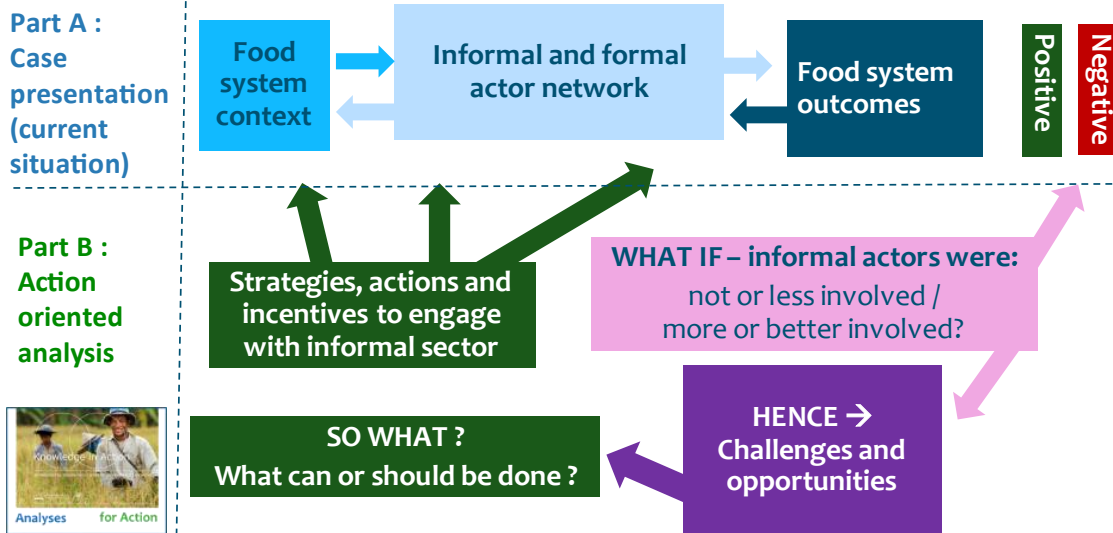 Part A :
Case
presentation
(current
situation)
Food
system
context
Informal and formal
actor network
Food system
outcomes
Positive
Negative
Part B :
Action
oriented
analysis
Strategies, actions and
incentives to engage
with informal sector
WHAT IF – informal actors were:
not or less involved /
more or better involved?
SO WHAT ?
What can or should be done ?
HENCE →
Challenges and
opportunities
Knowledge in Action
Analyses for Action